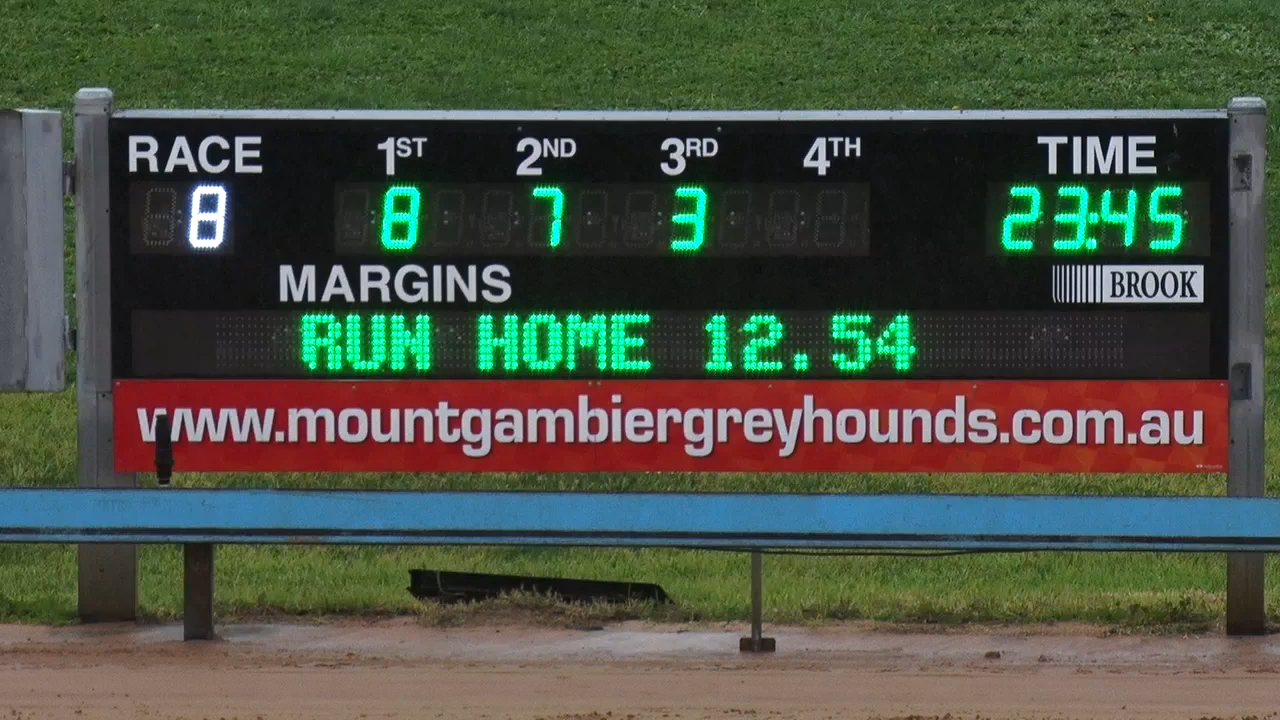 RACE 1ST 2ND 3RD 4TH TIME
8 8 7 3 23:45
MARGINS BROOK
RUN HOME 12.54
www.mountgambiergreyhounds.com.au